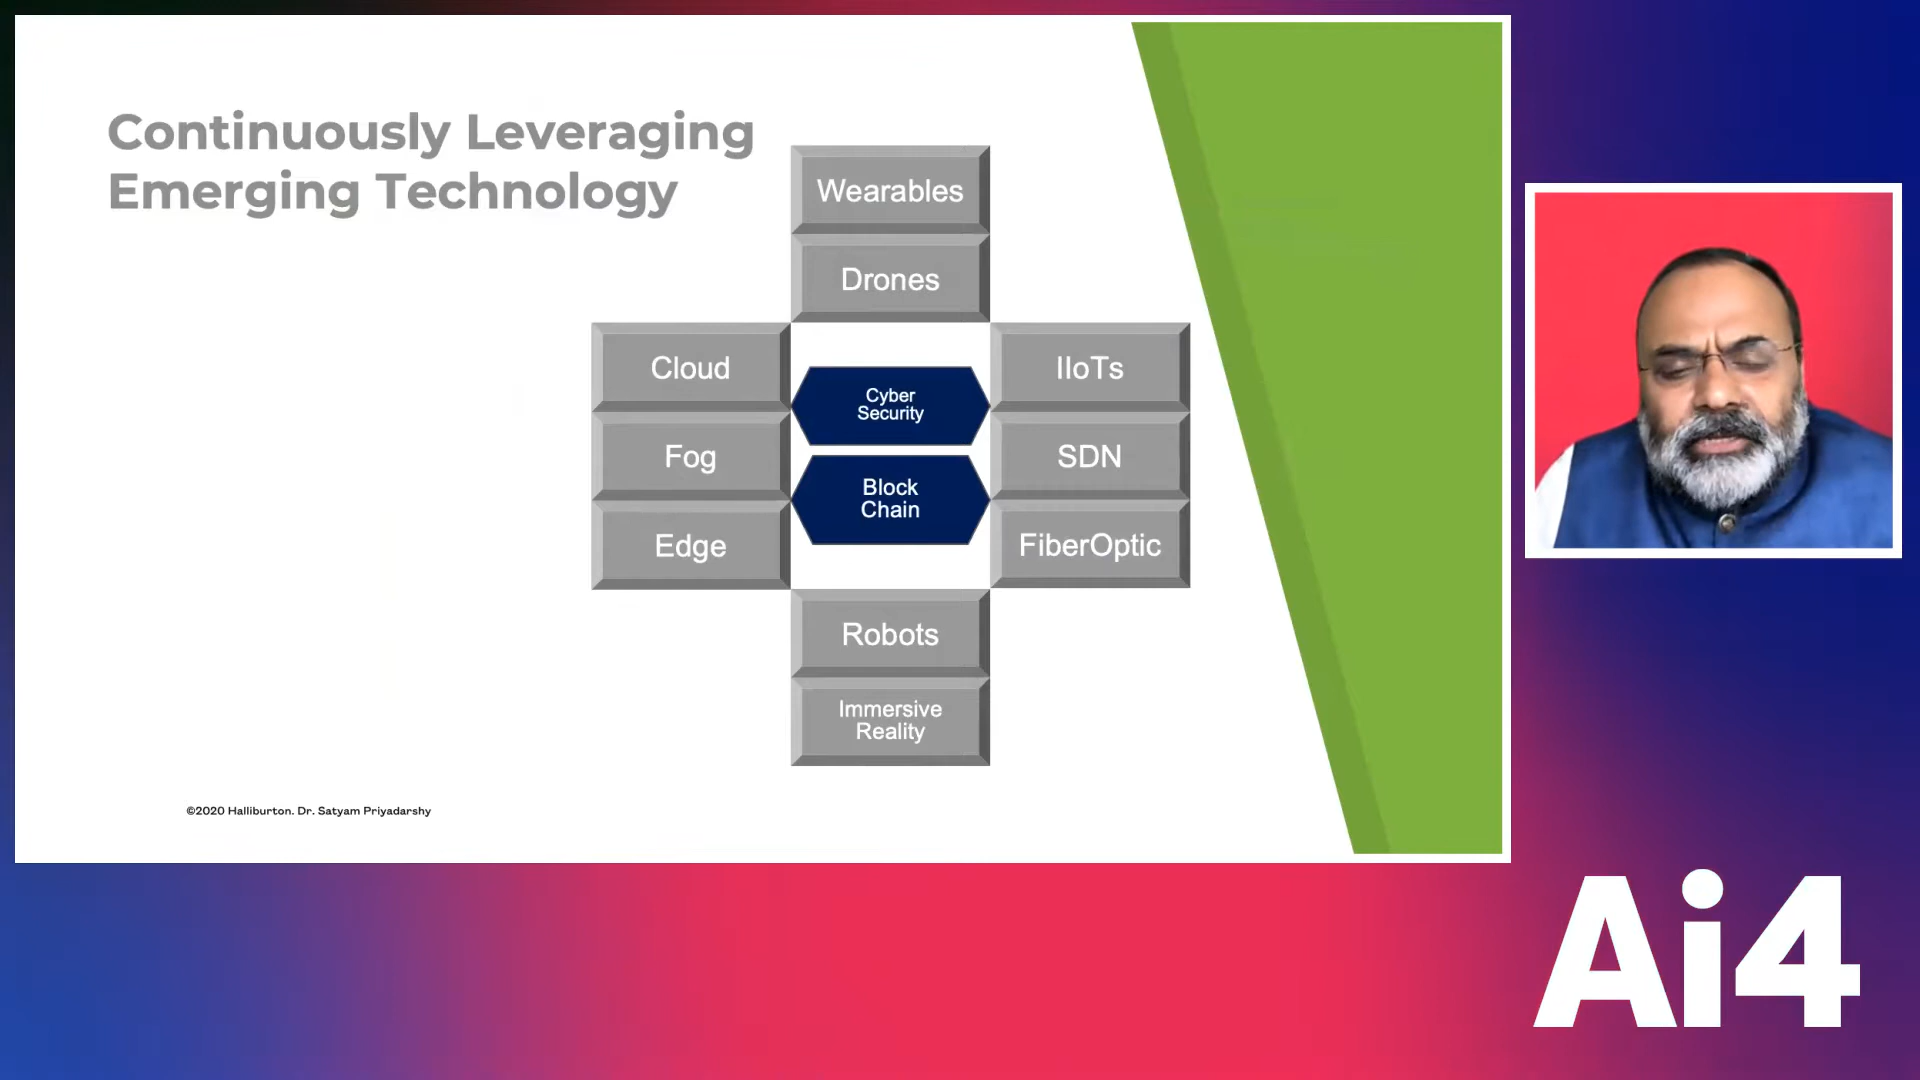 Continuously Leveraging
Emerging Technology
Wearables
Drones
Cloud
Fog
Edge
Cyber
Security
Block
Chain
IIoTs
SDN
FiberOptic
Robots
Immersive
Reality
©2020 Halliburton. Dr. Satyam Priyadarshy
Ai4